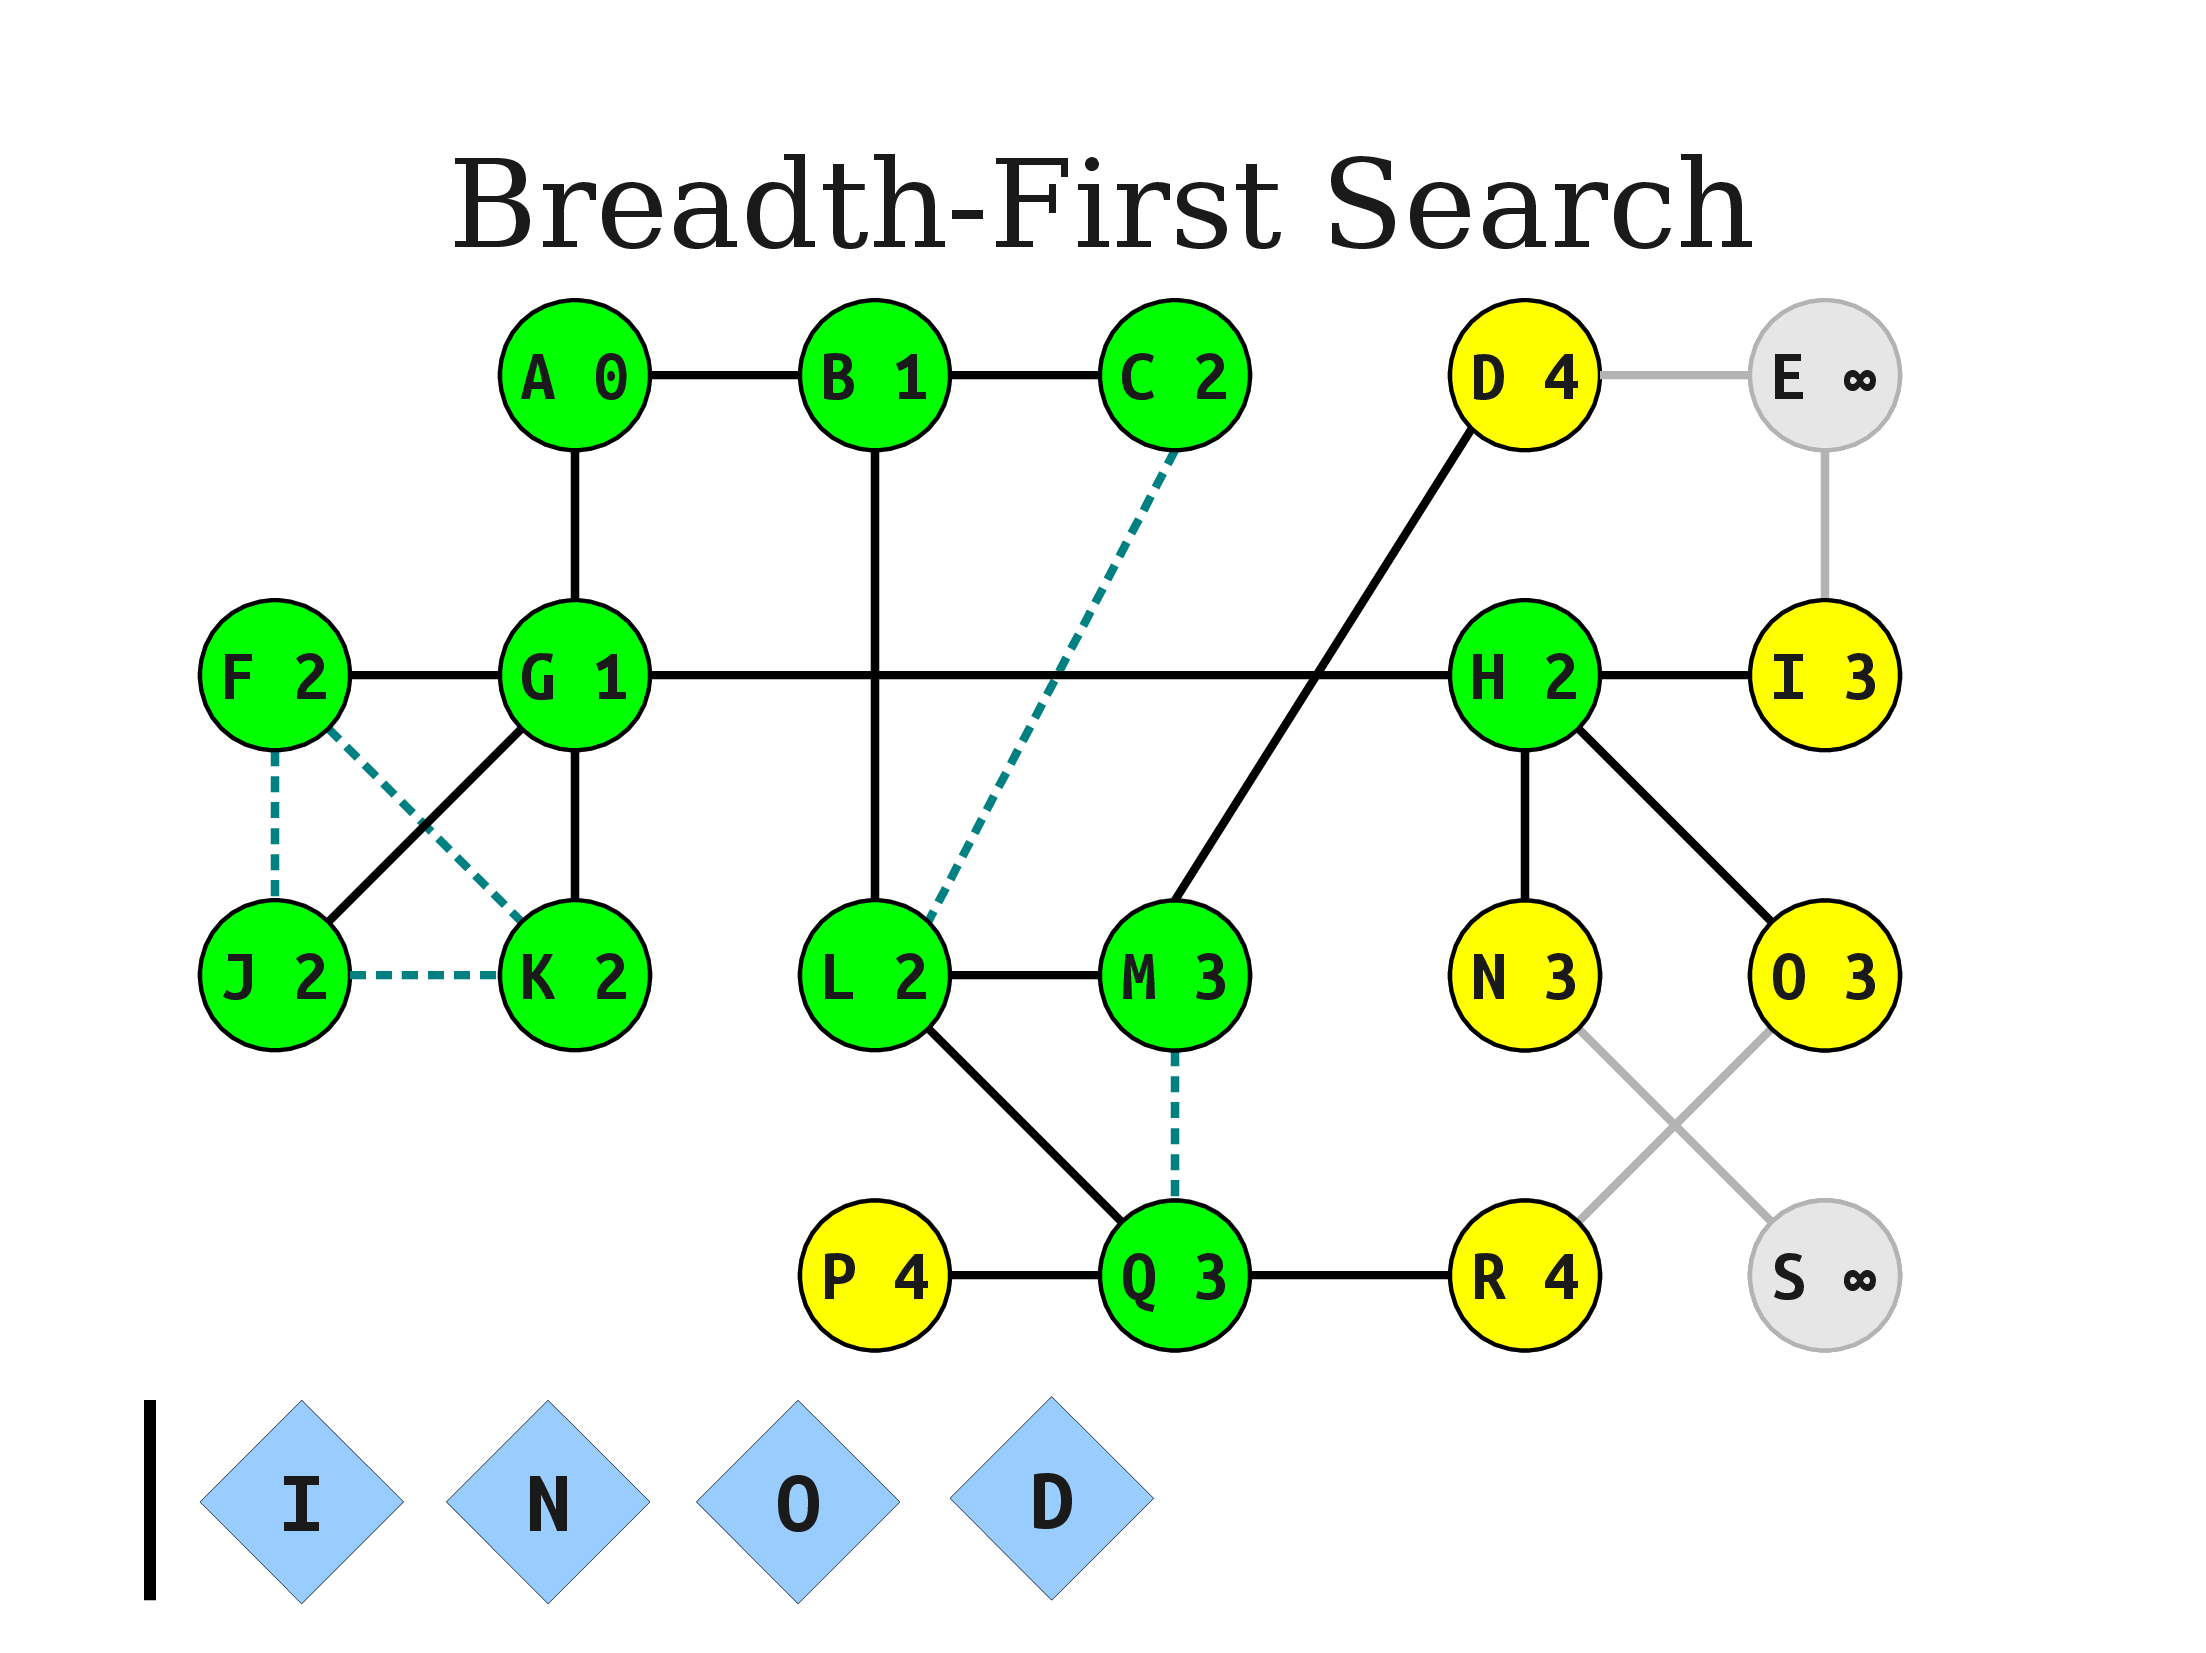 Breadth-First Search
A 0 B 1 C 2 D 4 E ∞
F 2 G 1 H 2 I 3
J 2 K 2 L 2 M 3 N 3 O 3
P 4 Q 3 R 4 S ∞
I N O D